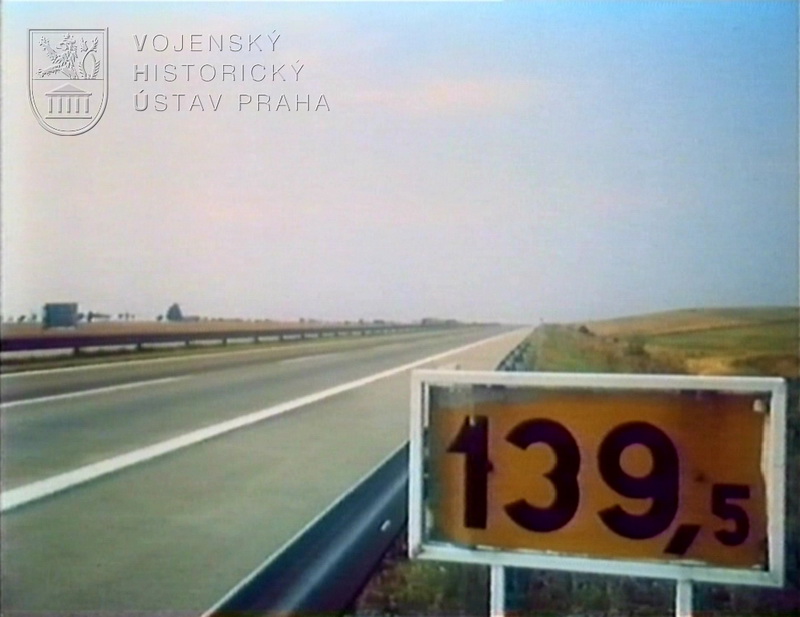 VOJENSKÝ
HISTORICKÝ
ÚSTAV PRAHA
139,5